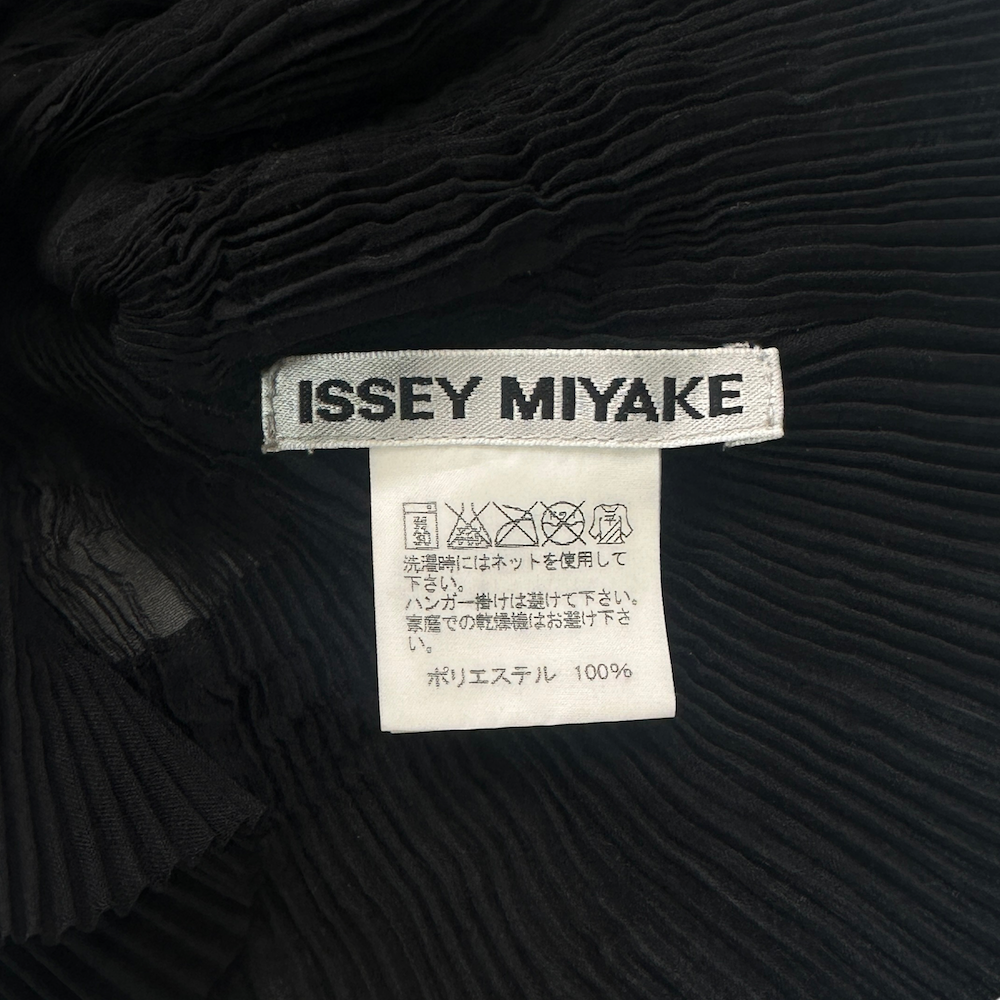 ISSEY MIYAKE
洗濯時にはネットを使用して
下さい。
ハンガー掛けは避けて下さい。
家庭での乾燥機はお避け下さ
い。
ポリエステル 100%